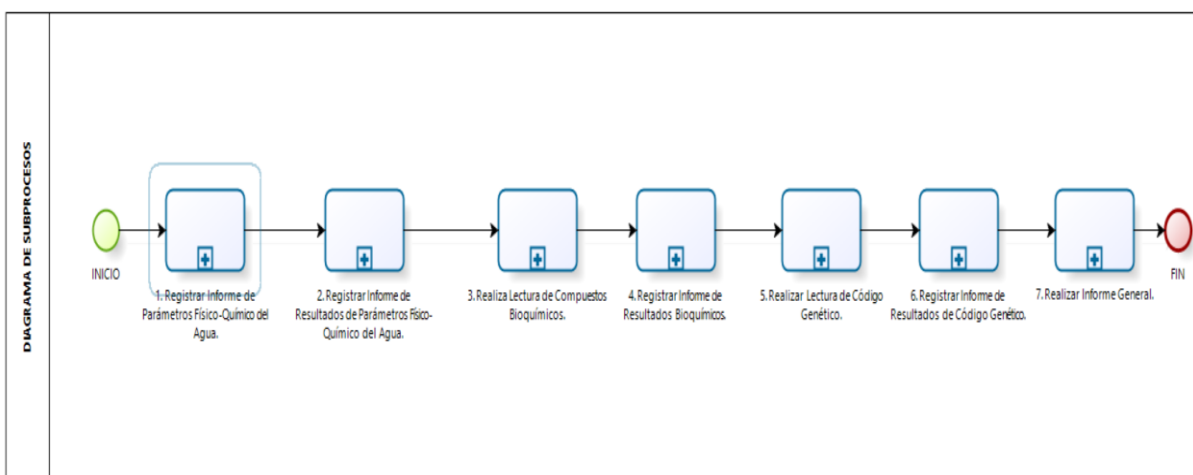 DIAGRAMA DE SUBPROCESOS
INICIO
1. Registrar Informe de
Parámetros Físico-Químico del
Agua.
2. Registrar Informe de
Resultados de Parámetros Físico-
Químico del Agua.
3. Realiza Lectura de Compuestos
Bioquímicos.
4. Registrar Informe de
Resultados Bioquímicos.
5. Realizar Lectura de Código
Genético.
6. Registrar Informe de
Resultados de Código Genético.
7. Realizar Informe General.
FIN